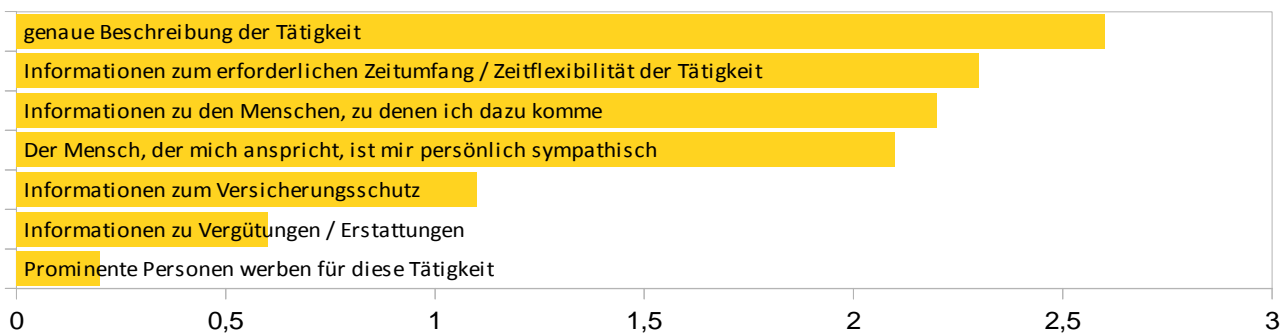 genaue Beschreibung der Tätigkeit
Informationen zum erforderlichen Zeitumfang / Zeitflexibilität der Tätigkeit
Informationen zu den Menschen, zu denen ich dazu komme
Der Mensch, der mich anspricht, ist mir persönlich sympathisch
Informationen zum Versicherungsschutz
Informationen zu Vergütungen / Erstattungen
Prominente Personen werben für diese Tätigkeit
0 0,5 1 1,5 2 2,5 3